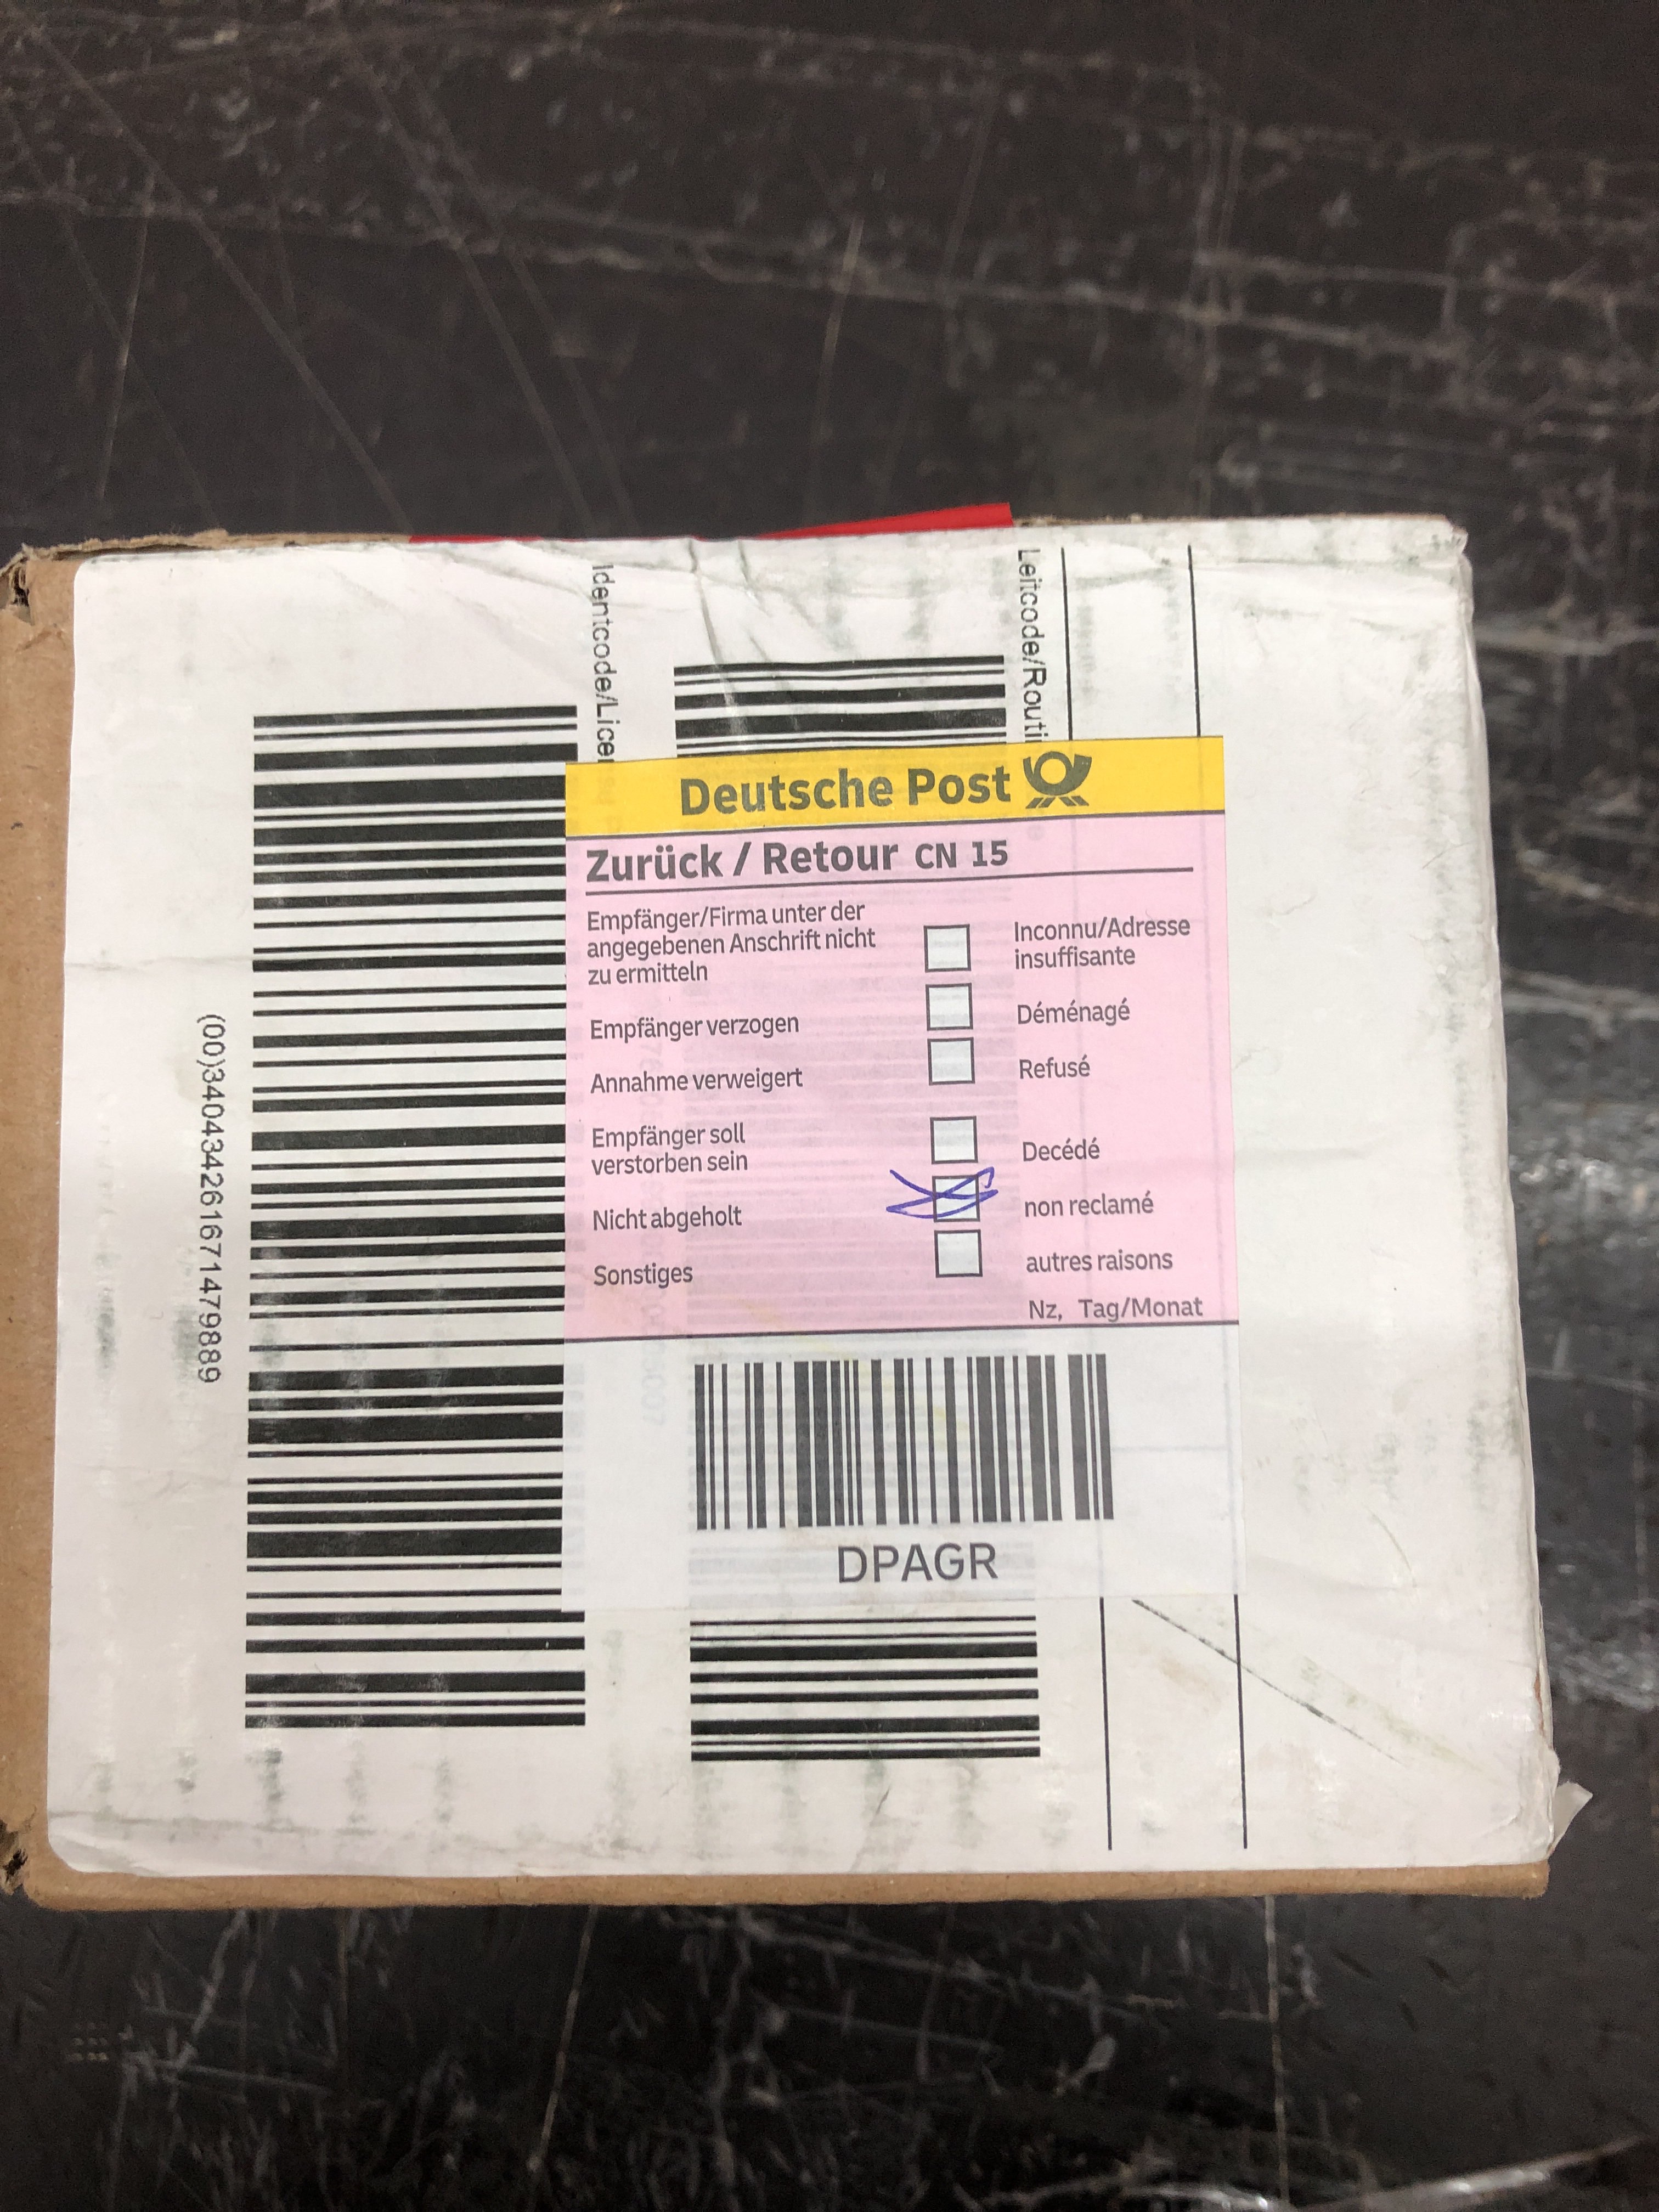 Identcode/Licen
Leitcode/Routi
(00)340434261671479889
Deutsche Post
Zurück / Retour CN 15
Empfänger/Firma unter der
angegebenen Anschrift nicht
zu ermitteln
Inconnu/Adresse
insuffisante
Empfänger verzogen
Déménagé
Annahme verweigert
Refusé
Empfänger soll
verstorben sein
Decédé
Nicht abgeholt
non reclamé
Sonstiges
autres raisons
Nz, Tag/Monat
DPAGR